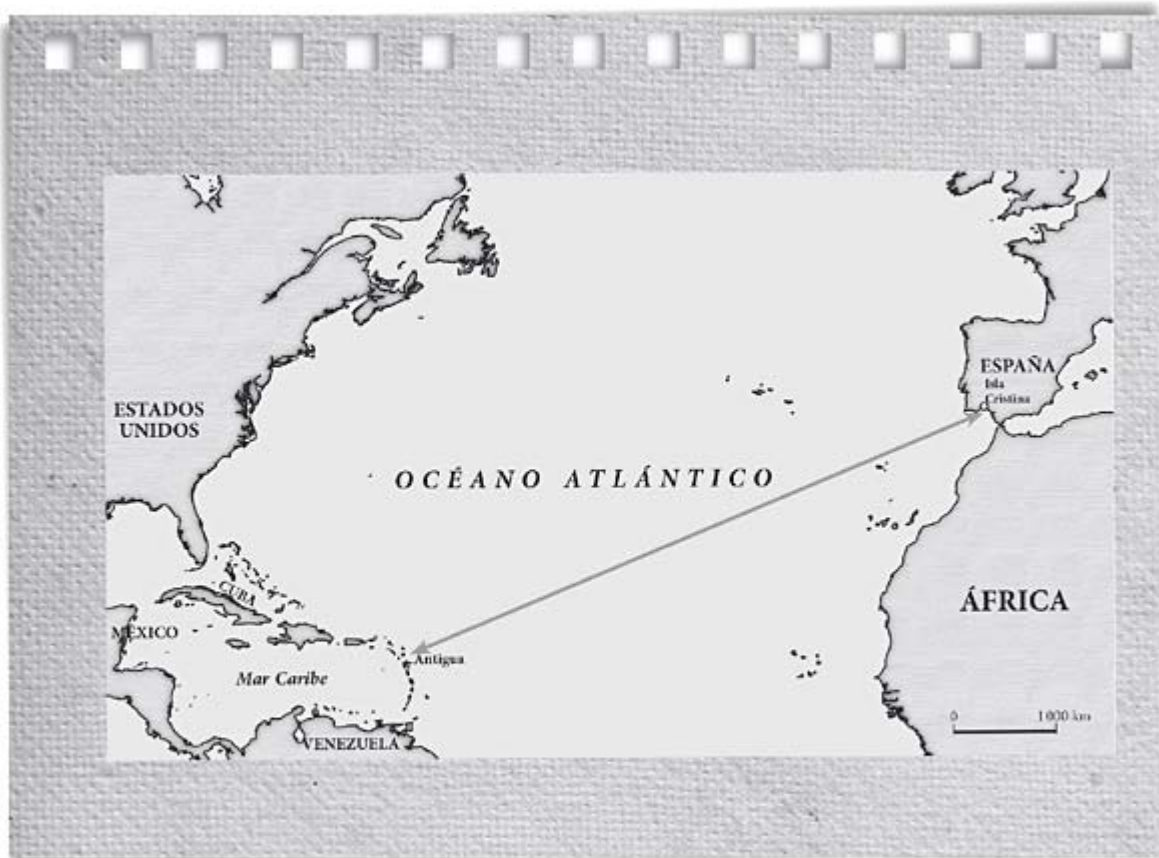 ESPAÑA
Isla
Cristina
ESTADOS
UNIDOS
OCÉANO ATLÁNTICO
CUBA
ÁFRICA
MÉXICO
Antigua
Mar Caribe
0 1 000 km
VENEZUELA